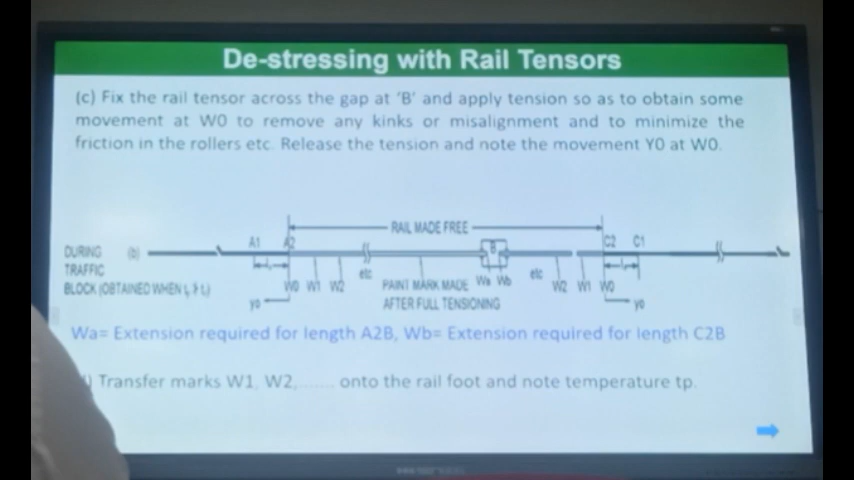 De-stressing with Rail Tensors
(c) Fix the rail tensor across the gap at 'B' and apply tension so as to obtain some
movement at W0 to remove any kinks or misalignment and to minimize the
friction in the rollers etc. Release the tension and note the movement Y0 at W0.
RAIL MADE FREE
A1 A2 B C2 C1
DURING (b)
TRAFFIC
BLOCK (OBTAINED WHEN
W0 W1 W2 etc PAINT MARK MADE Wa Wb etc W2 W1 W0
AFTER FULL TENSIONING
yo yo
Wa= Extension required for length A2B, Wb= Extension required for length C2B
) Transfer marks W1, W2, ...... onto the rail foot and note temperature tp.